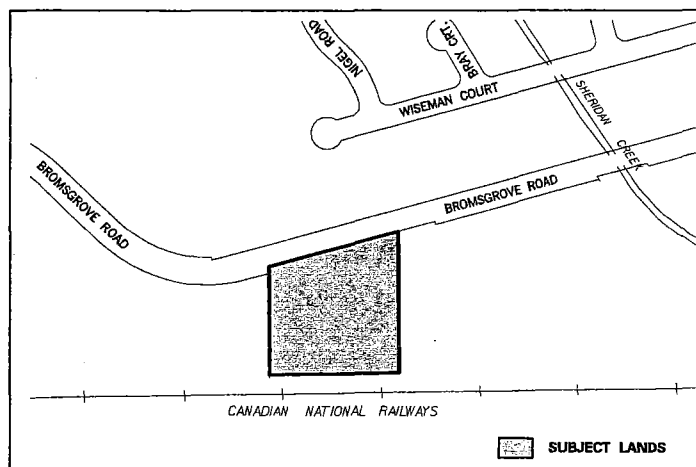 NIGEL ROAD
BRAY CRT.
WISEMAN COURT
SHERIDAN
CREEK
BROMSGROVE ROAD
BROMSGROVE ROAD
CANADIAN NATIONAL RAILWAYS
SUBJECT LANDS